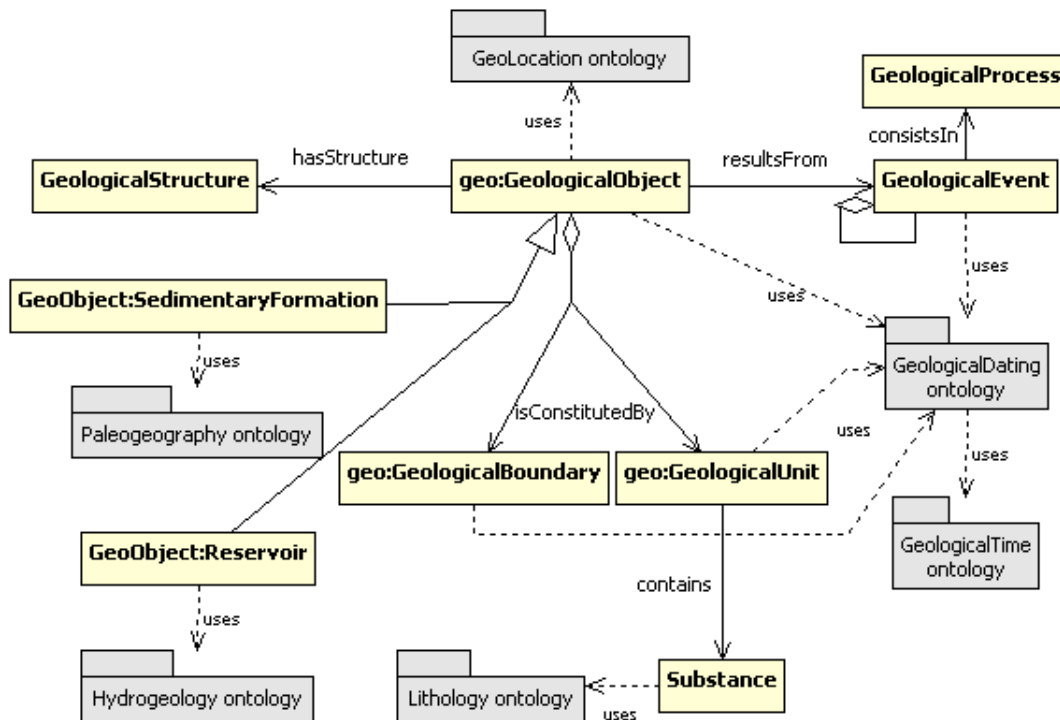 GeoLocation ontology
GeologicalProcess
uses
consistsIn
hasStructure
resultsFrom
GeologicalStructure
geo:GeologicalObject
GeologicalEvent
uses
uses
GeoObject:SedimentaryFormation
uses
GeologicalDating
ontology
Paleogeography ontology
isConstitutedBy
uses
uses
geo:GeologicalBoundary
geo:GeologicalUnit
GeoObject:Reservoir
GeologicalTime
ontology
contains
uses
Substance
Hydrogeology ontology
Lithology ontology
uses